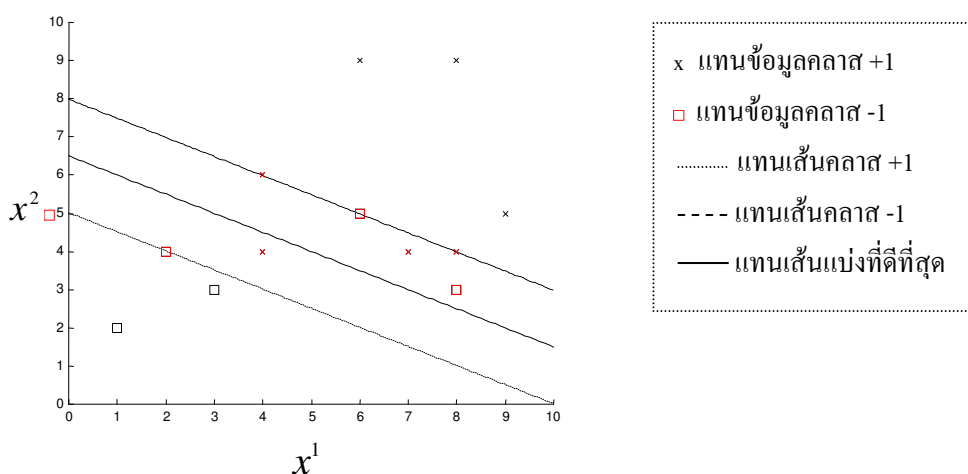 10
9
8
7
6
5
4
3
2
1
0
x²
0 1 2 3 4 5 6 7 8 9 10
x¹
x แทนข้อมูลคลาส +1
แทนข้อมูลคลาส -1
แทนเส้นคลาส +1
แทนเส้นคลาส -1
แทนเส้นแบ่งที่ดีที่สุด